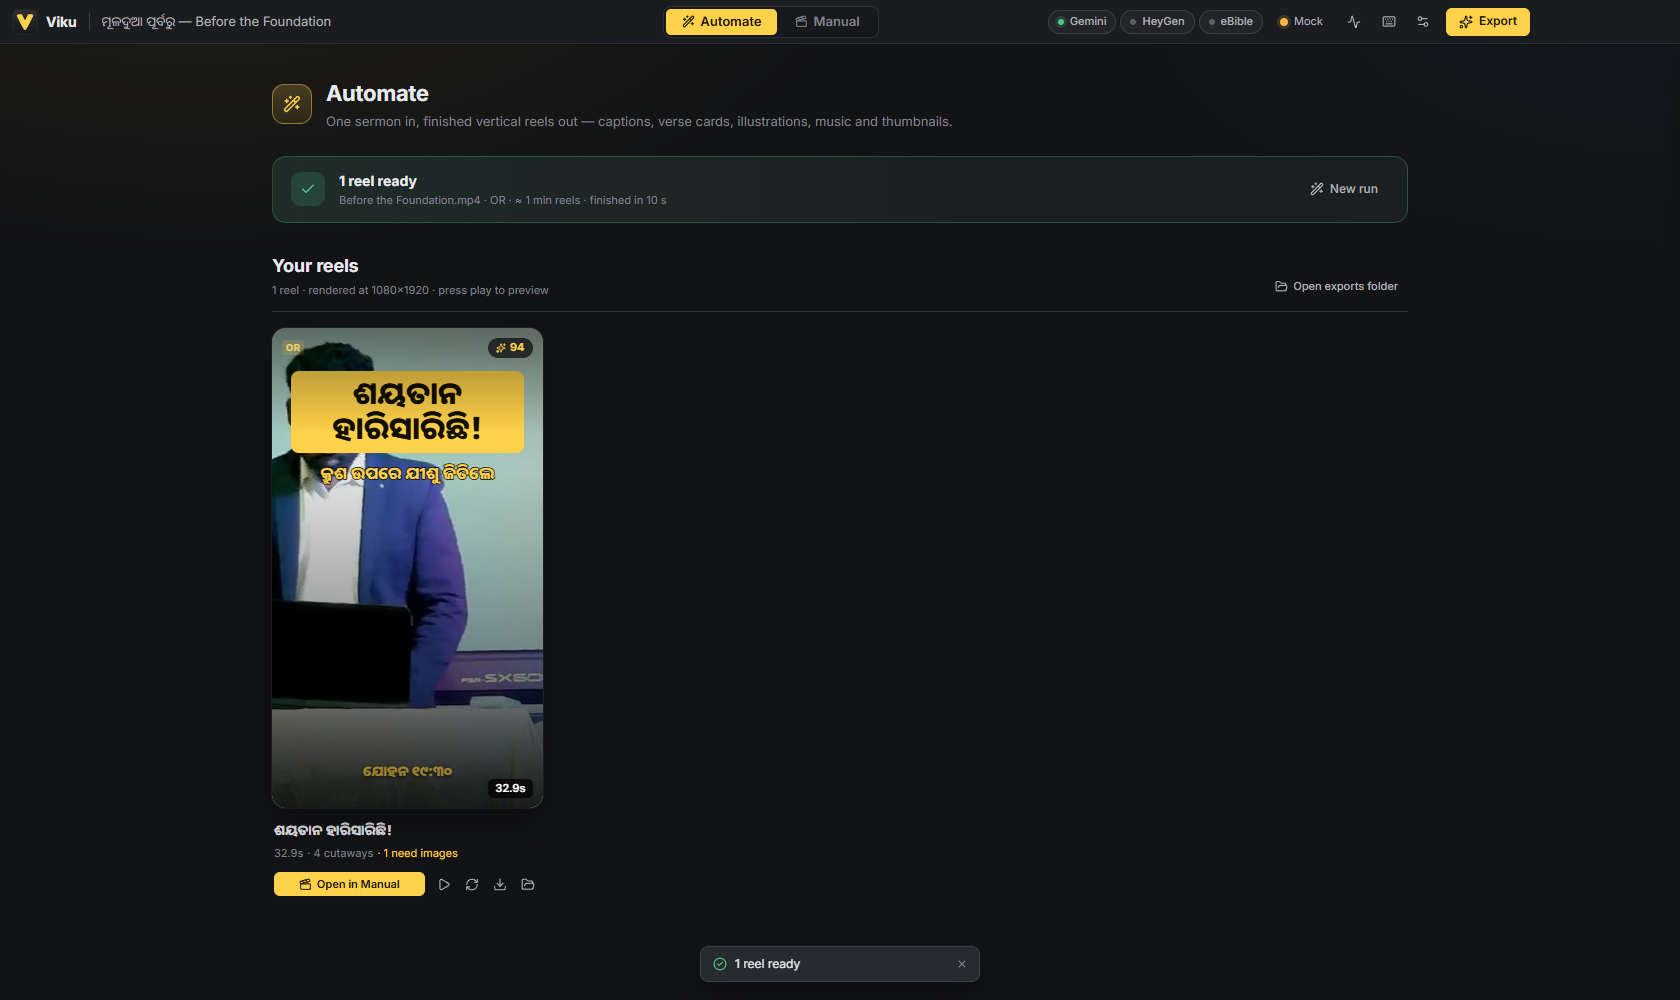 Viku
ମୂଳଦୁଆ ପୂର୍ବରୁ — Before the Foundation
Automate
Manual
Gemini
HeyGen
eBible
Mock
Export
Automate
One sermon in, finished vertical reels out — captions, verse cards, illustrations, music and thumbnails.
1 reel ready
Before the Foundation.mp4 · OR · ≈ 1 min reels · finished in 10 s
New run
Your reels
1 reel · rendered at 1080×1920 · press play to preview
Open exports folder
OR
94
ଶୟତାନ
ହାରିସାରିଛି!
କ୍ରୁଶ ଉପରେ ଯୀଶୁ ଜିତିଲେ
SX60
ଯୋହନ ୧୯:୩୦
32.9s
ଶୟତାନ ହାରିସାରିଛି!
32.9s · 4 cutaways · 1 need images
Open in Manual
1 reel ready